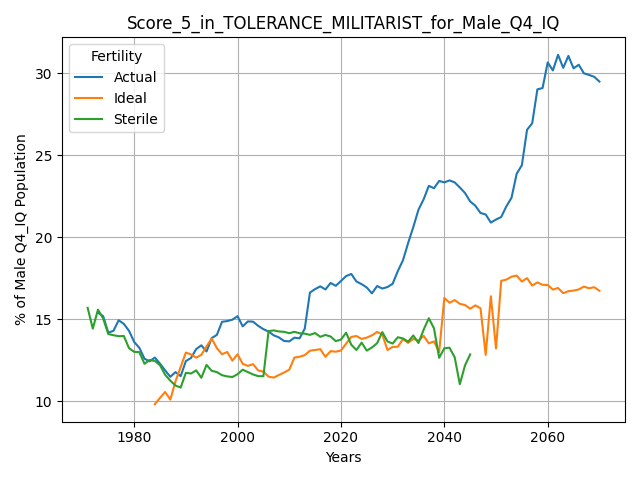 Score_5_in_TOLERANCE_MILITARIST_for_Male_Q4_IQ
Fertility
Actual
Ideal
Sterile
% of Male Q4_IQ Population
30
25
20
15
10
1980
2000
2020
2040
2060
Years